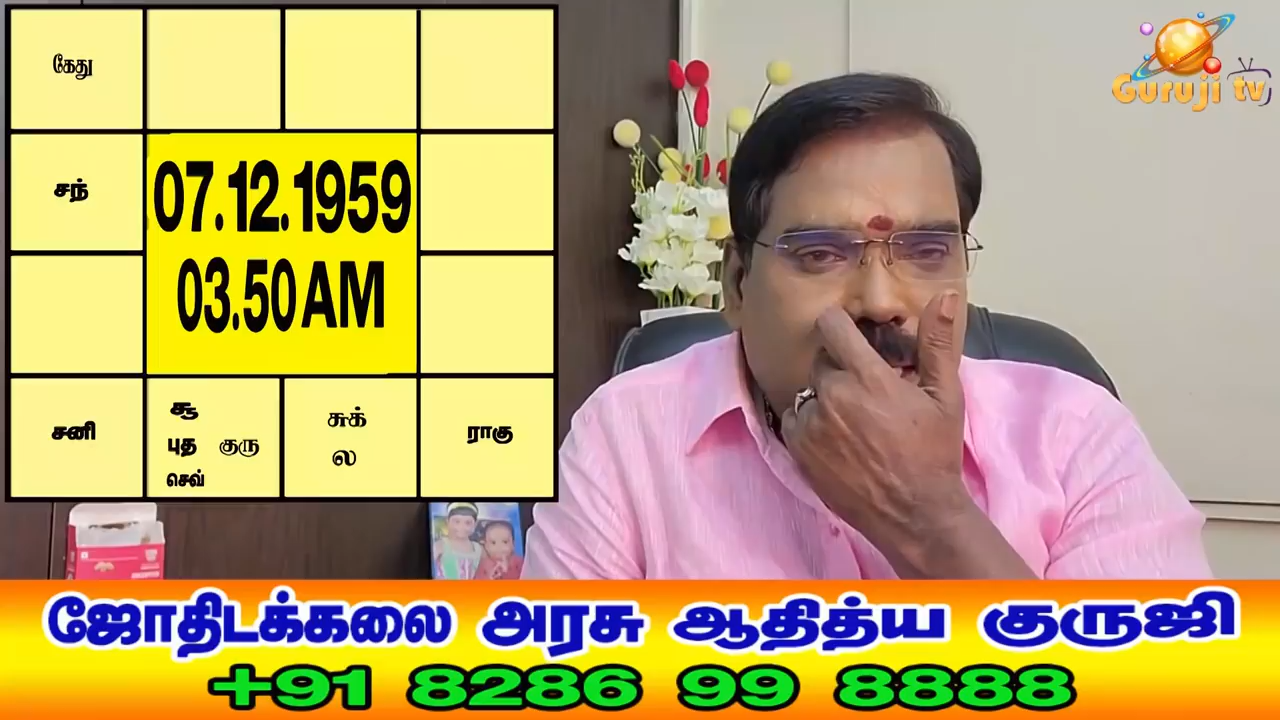 கேது
Guruji tv
சந்
07.12.1959
03.50 AM
சனி
சூ
புத
செவ்
குரு
சுக்
ல
ராகு
ஜோதிடக்கலை அரசு ஆதித்ய குருஜி
+91 8286 99 8888